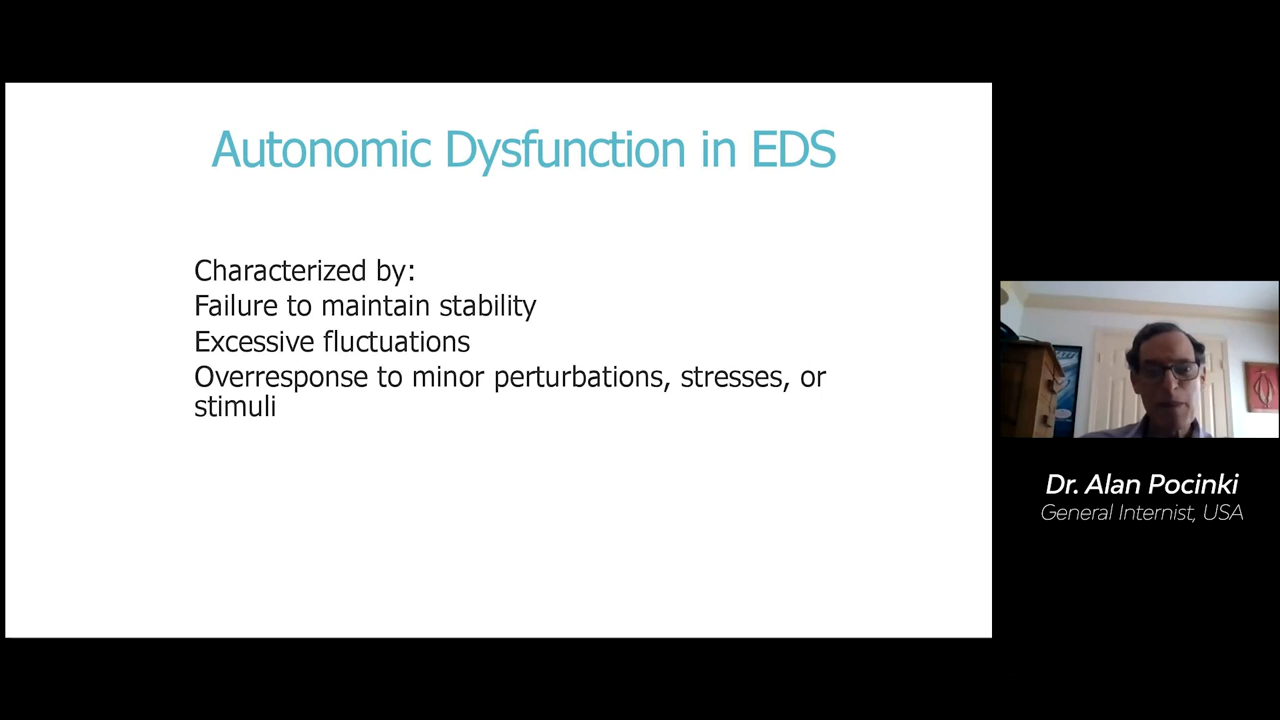 Autonomic Dysfunction in EDS
Characterized by:
Failure to maintain stability
Excessive fluctuations
Overresponse to minor perturbations, stresses, or
stimuli
Dr. Alan Pocinki
General Internist, USA